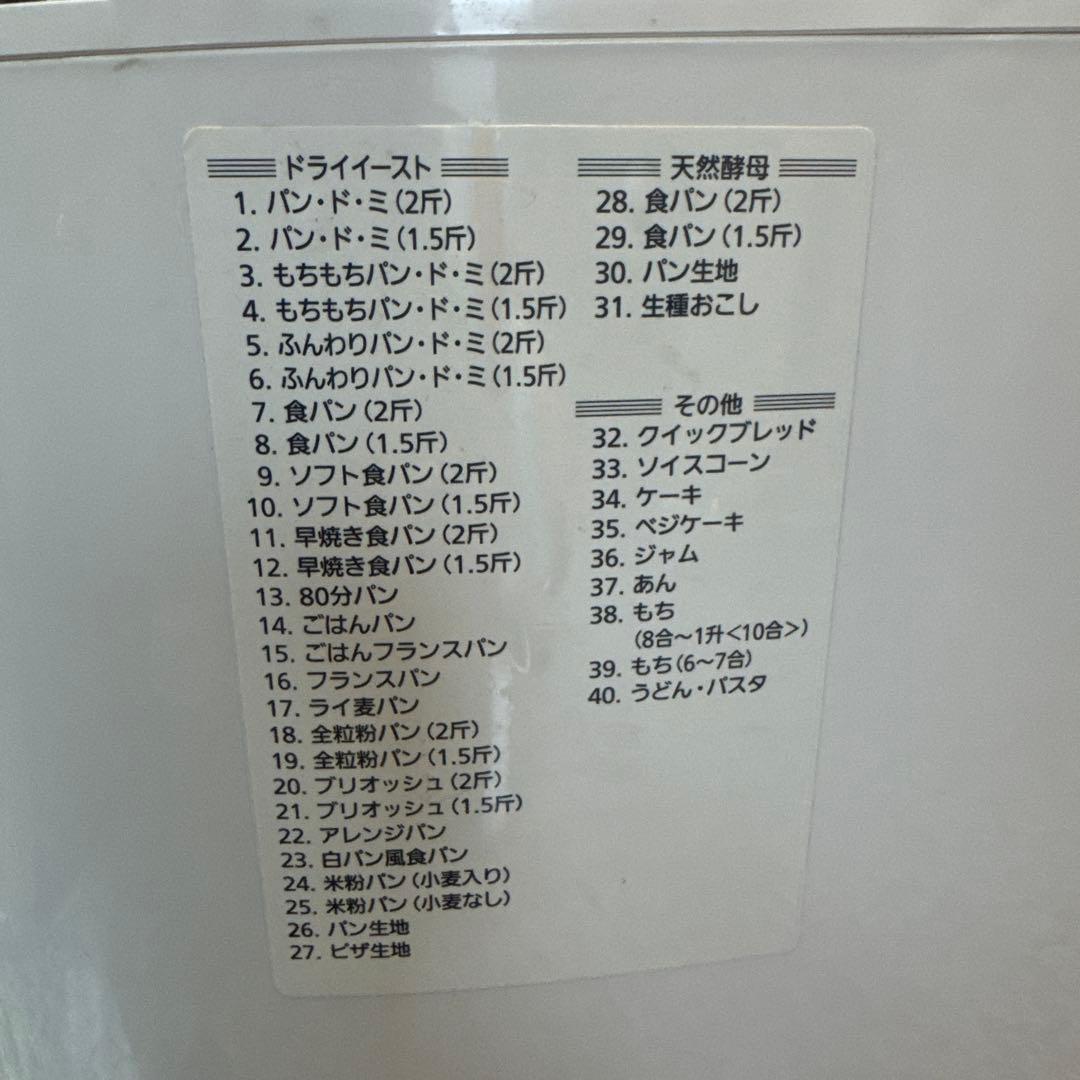 ドライイースト
1. パン・ド・ミ(2斤)
2. パン・ド・ミ(1.5斤)
3. もちもちパン・ド・ミ(2斤)
4. もちもちパン・ド・ミ(1.5斤)
5. ふんわりパン・ド・ミ(2斤)
6. ふんわりパン・ド・ミ(1.5斤)
7. 食パン(2斤)
8. 食パン(1.5斤)
9. ソフト食パン(2斤)
10. ソフト食パン(1.5斤)
11. 早焼き食パン(2斤)
12. 早焼き食パン(1.5斤)
13. 80分パン
14. ごはんパン
15. ごはんフランスパン
16. フランスパン
17. ライ麦パン
18. 全粒粉パン(2斤)
19. 全粒粉パン(1.5斤)
20. ブリオッシュ(2斤)
21. ブリオッシュ(1.5斤)
22. アレンジパン
23. 白パン風食パン
24. 米粉パン(小麦入り)
25. 米粉パン(小麦なし)
26. パン生地
27. ピザ生地
天然酵母
28. 食パン(2斤)
29. 食パン(1.5斤)
30. パン生地
31. 生種おこし
その他
32. クイックブレッド
33. ソイスコーン
34. ケーキ
35. ベジケーキ
36. ジャム
37. あん
38. もち
(8合～1升<10合>)
39. もち(6～7合)
40. うどん・パスタ